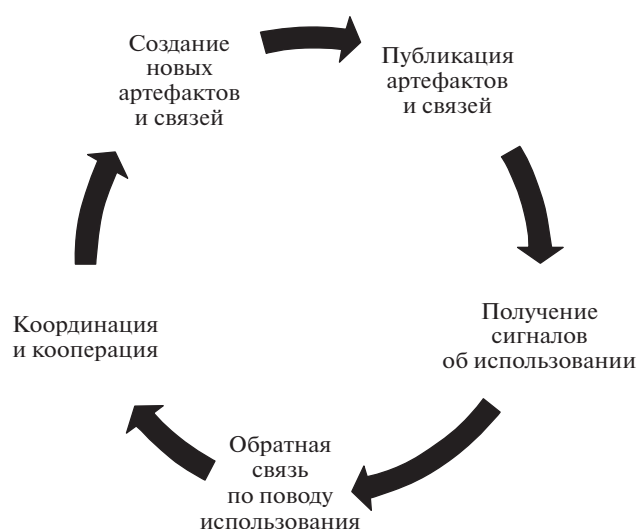 Создание
новых
артефактов
и связей
Публикация
артефактов
и связей
Получение
сигналов
об использовании
Обратная
связь
по поводу
использования
Координация
и кооперация